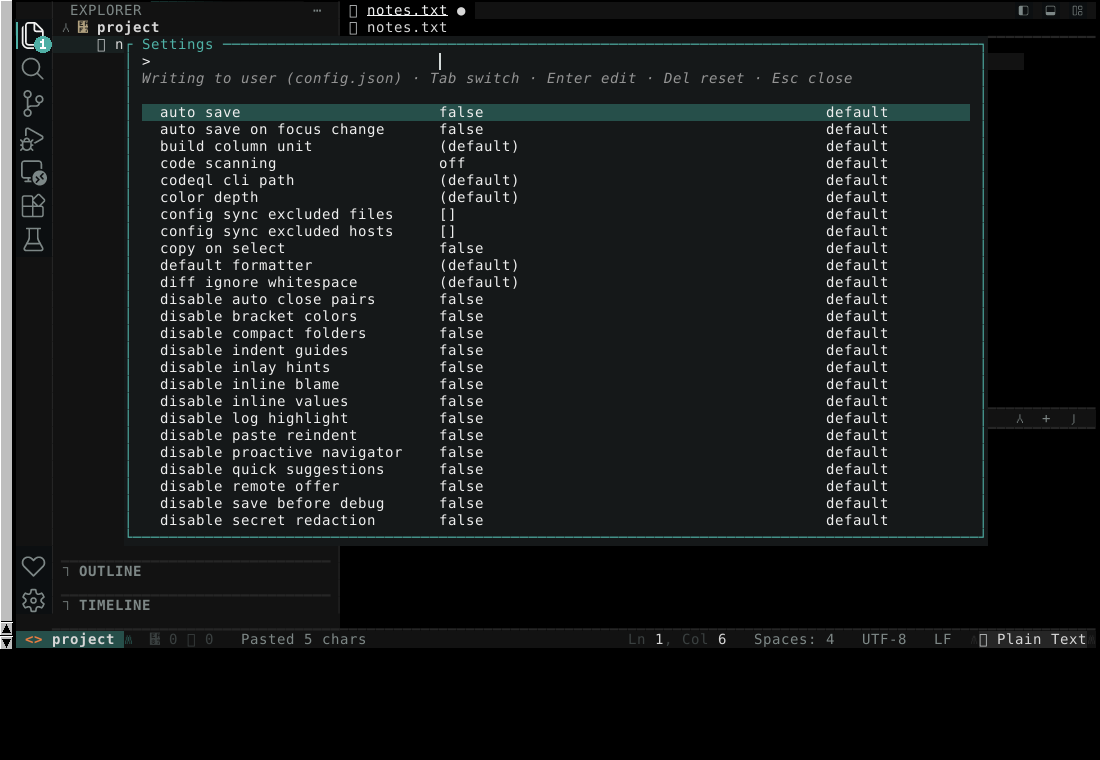 EXPLORER ⋯
notes.txt ●
project
notes.txt
1
n
Settings
>
Writing to user (config.json) · Tab switch · Enter edit · Del reset · Esc close
auto save false default
auto save on focus change false default
build column unit (default) default
code scanning off default
codeql cli path (default) default
color depth (default) default
config sync excluded files [] default
config sync excluded hosts [] default
copy on select false default
default formatter (default) default
diff ignore whitespace (default) default
disable auto close pairs false default
disable bracket colors false default
disable compact folders false default
disable indent guides false default
disable inlay hints false default
disable inline blame false default
disable inline values false default
disable log highlight false default
disable paste reindent false default
disable proactive navigator false default
disable quick suggestions false default
disable remote offer false default
disable save before debug false default
disable secret redaction false default
OUTLINE
TIMELINE
<> project 0 0 Pasted 5 chars Ln 1, Col 6 Spaces: 4 UTF-8 LF Plain Text